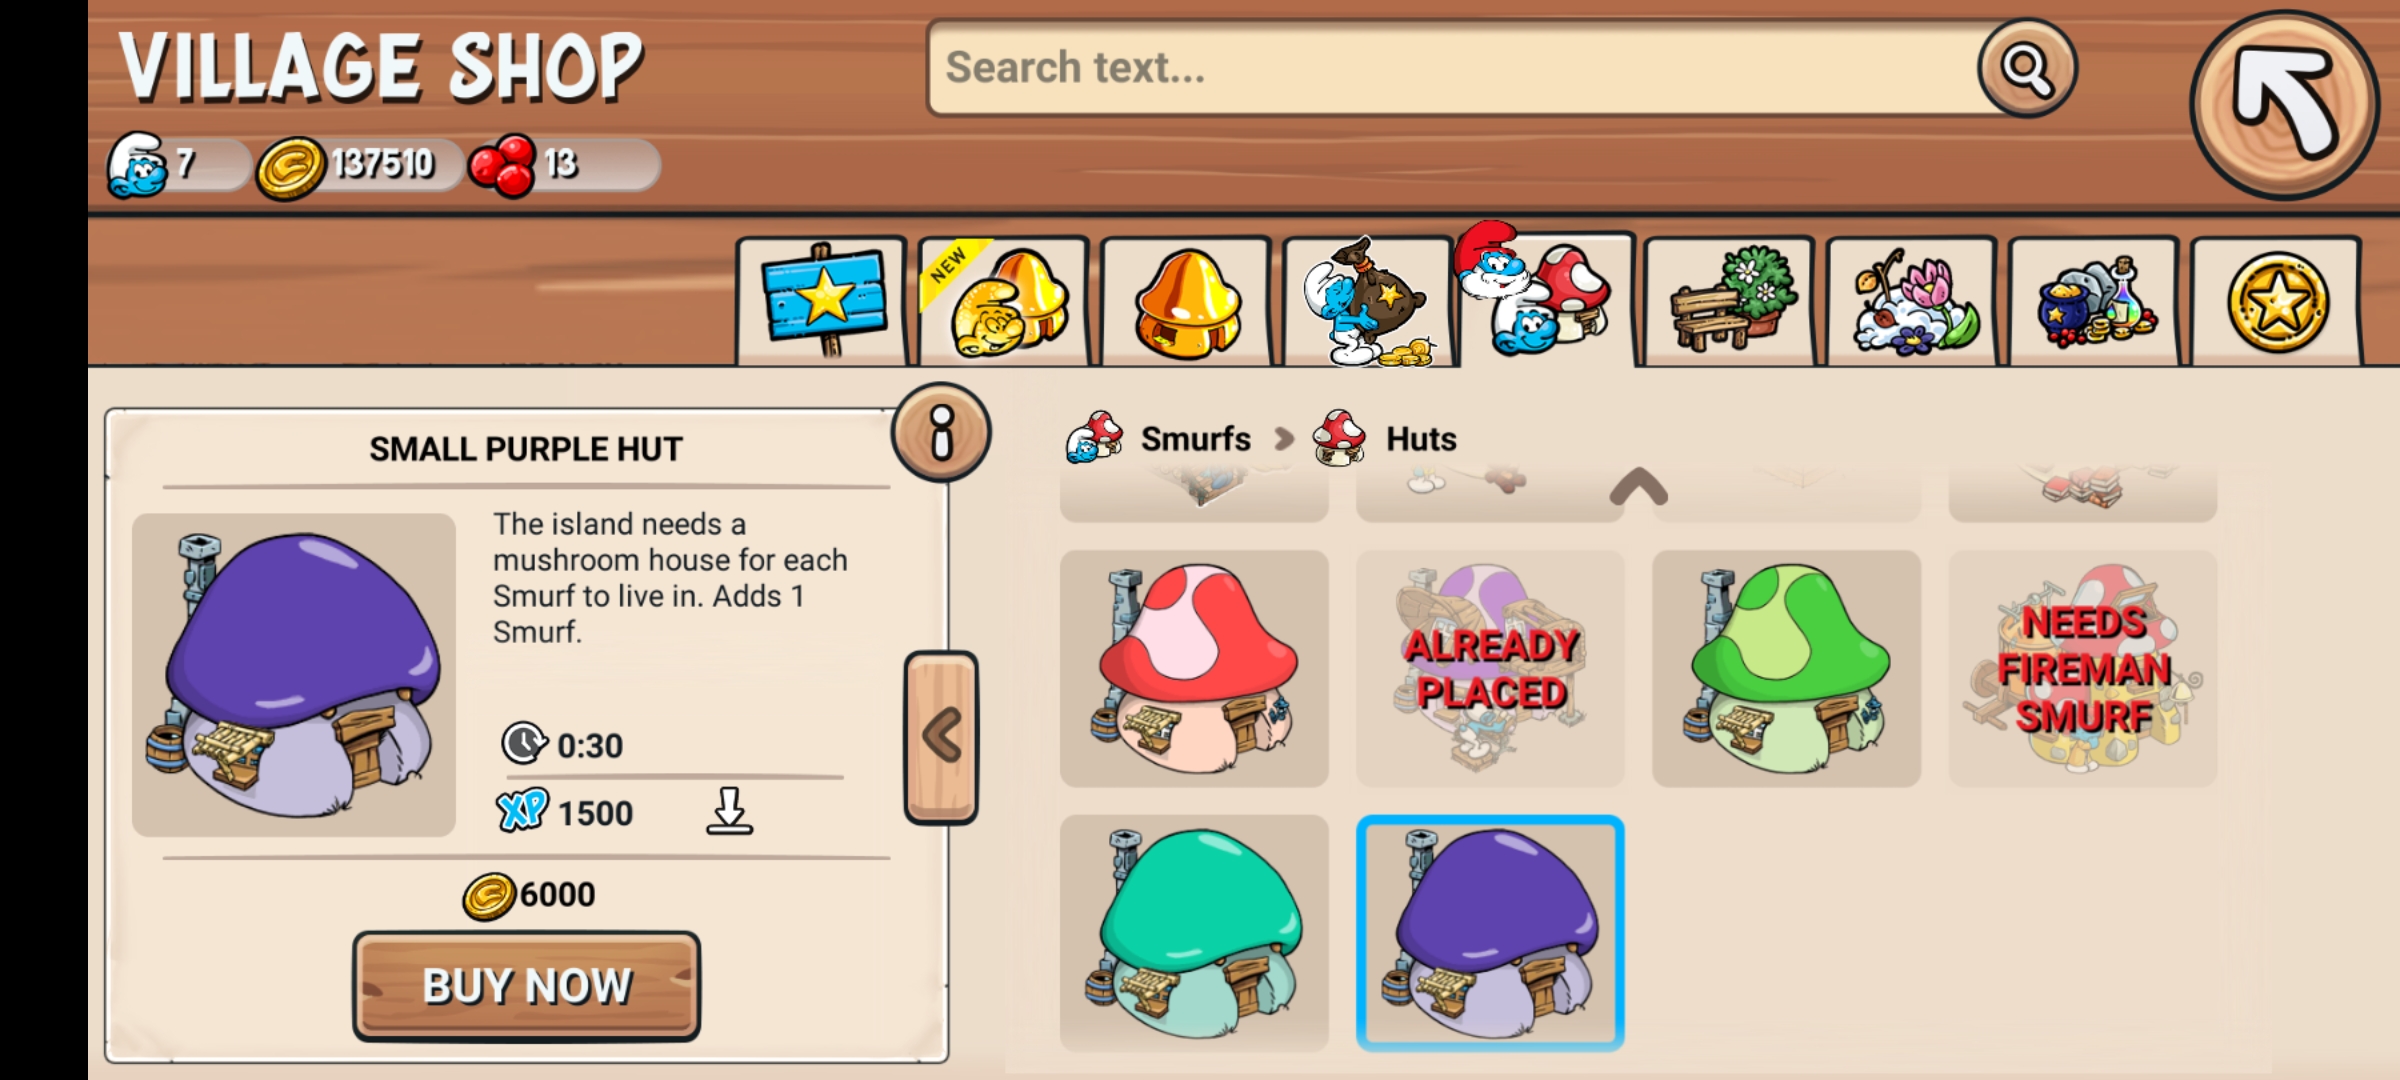 VILLAGE SHOP
Search text...
7
137510
13
NEW
SMALL PURPLE HUT
The island needs a
mushroom house for each
Smurf to live in. Adds 1
Smurf.
0:30
XP 1500
6000
BUY NOW
Smurfs
Huts
ALREADY
PLACED
NEEDS
FIREMAN
SMURF